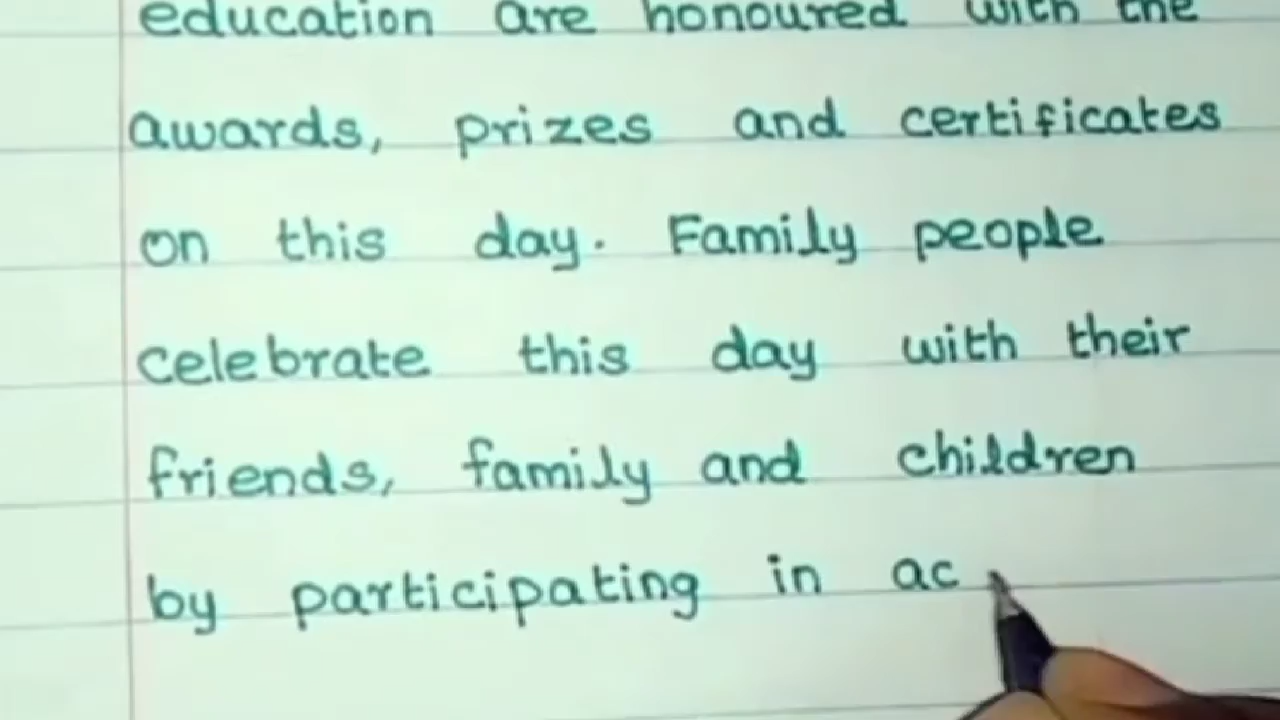 education are honoured with the
awards, prizes and certificates
on this day. Family people
celebrate this day with their
friends, family and children
by participating in ac